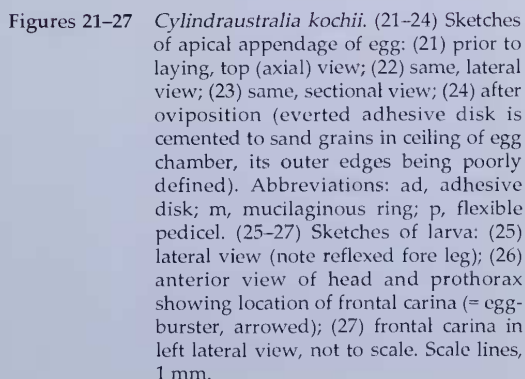 Figures 21–27 Cylindraustralia kochii. (21–24) Sketches
of apical appendage of egg: (21) prior to
laying, top (axial) view; (22) same, lateral
view; (23) same, sectional view; (24) after
oviposition (everted adhesive disk is
cemented to sand grains in ceiling of egg
chamber, its outer edges being poorly
defined). Abbreviations: ad, adhesive
disk; m, mucilaginous ring; p, flexible
pedicel. (25–27) Sketches of larva: (25)
lateral view (note reflexed fore leg); (26)
anterior view of head and prothorax
showing location of frontal carina (= egg-
burster, arrowed); (27) frontal carina in
left lateral view, not to scale. Scale lines,
1 mm.